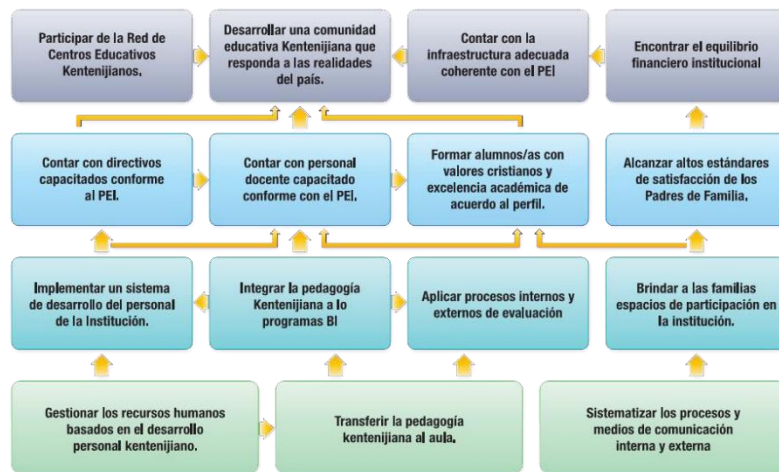 Participar de la Red de
Centros Educativos
Kentenijianos.
Desarrollar una comunidad
educativa Kentenijiana que
responda a las realidades
del país.
Contar con la
infraestructura adecuada
coherente con el PEI
Encontrar el equilibrio
financiero institucional
Contar con directivos
capacitados conforme
al PEI.
Contar con personal
docente capacitado
conforme con el PEI.
Formar alumnos/as con
valores cristianos y
excelencia académica de
acuerdo al perfil.
Alcanzar altos estándares
de satisfacción de los
Padres de Familia.
Implementar un sistema
de desarrollo del personal
de la Institución.
Integrar la pedagogía
Kentenijiana a lo
programas BI
Aplicar procesos internos y
externos de evaluación
Brindar a las familias
espacios de participación en
la institución.
Gestionar los recursos humanos
basados en el desarrollo
personal kentenijiano.
Transferir la pedagogía
kentenijiana al aula.
Sistematizar los procesos y
medios de comunicación
interna y externa